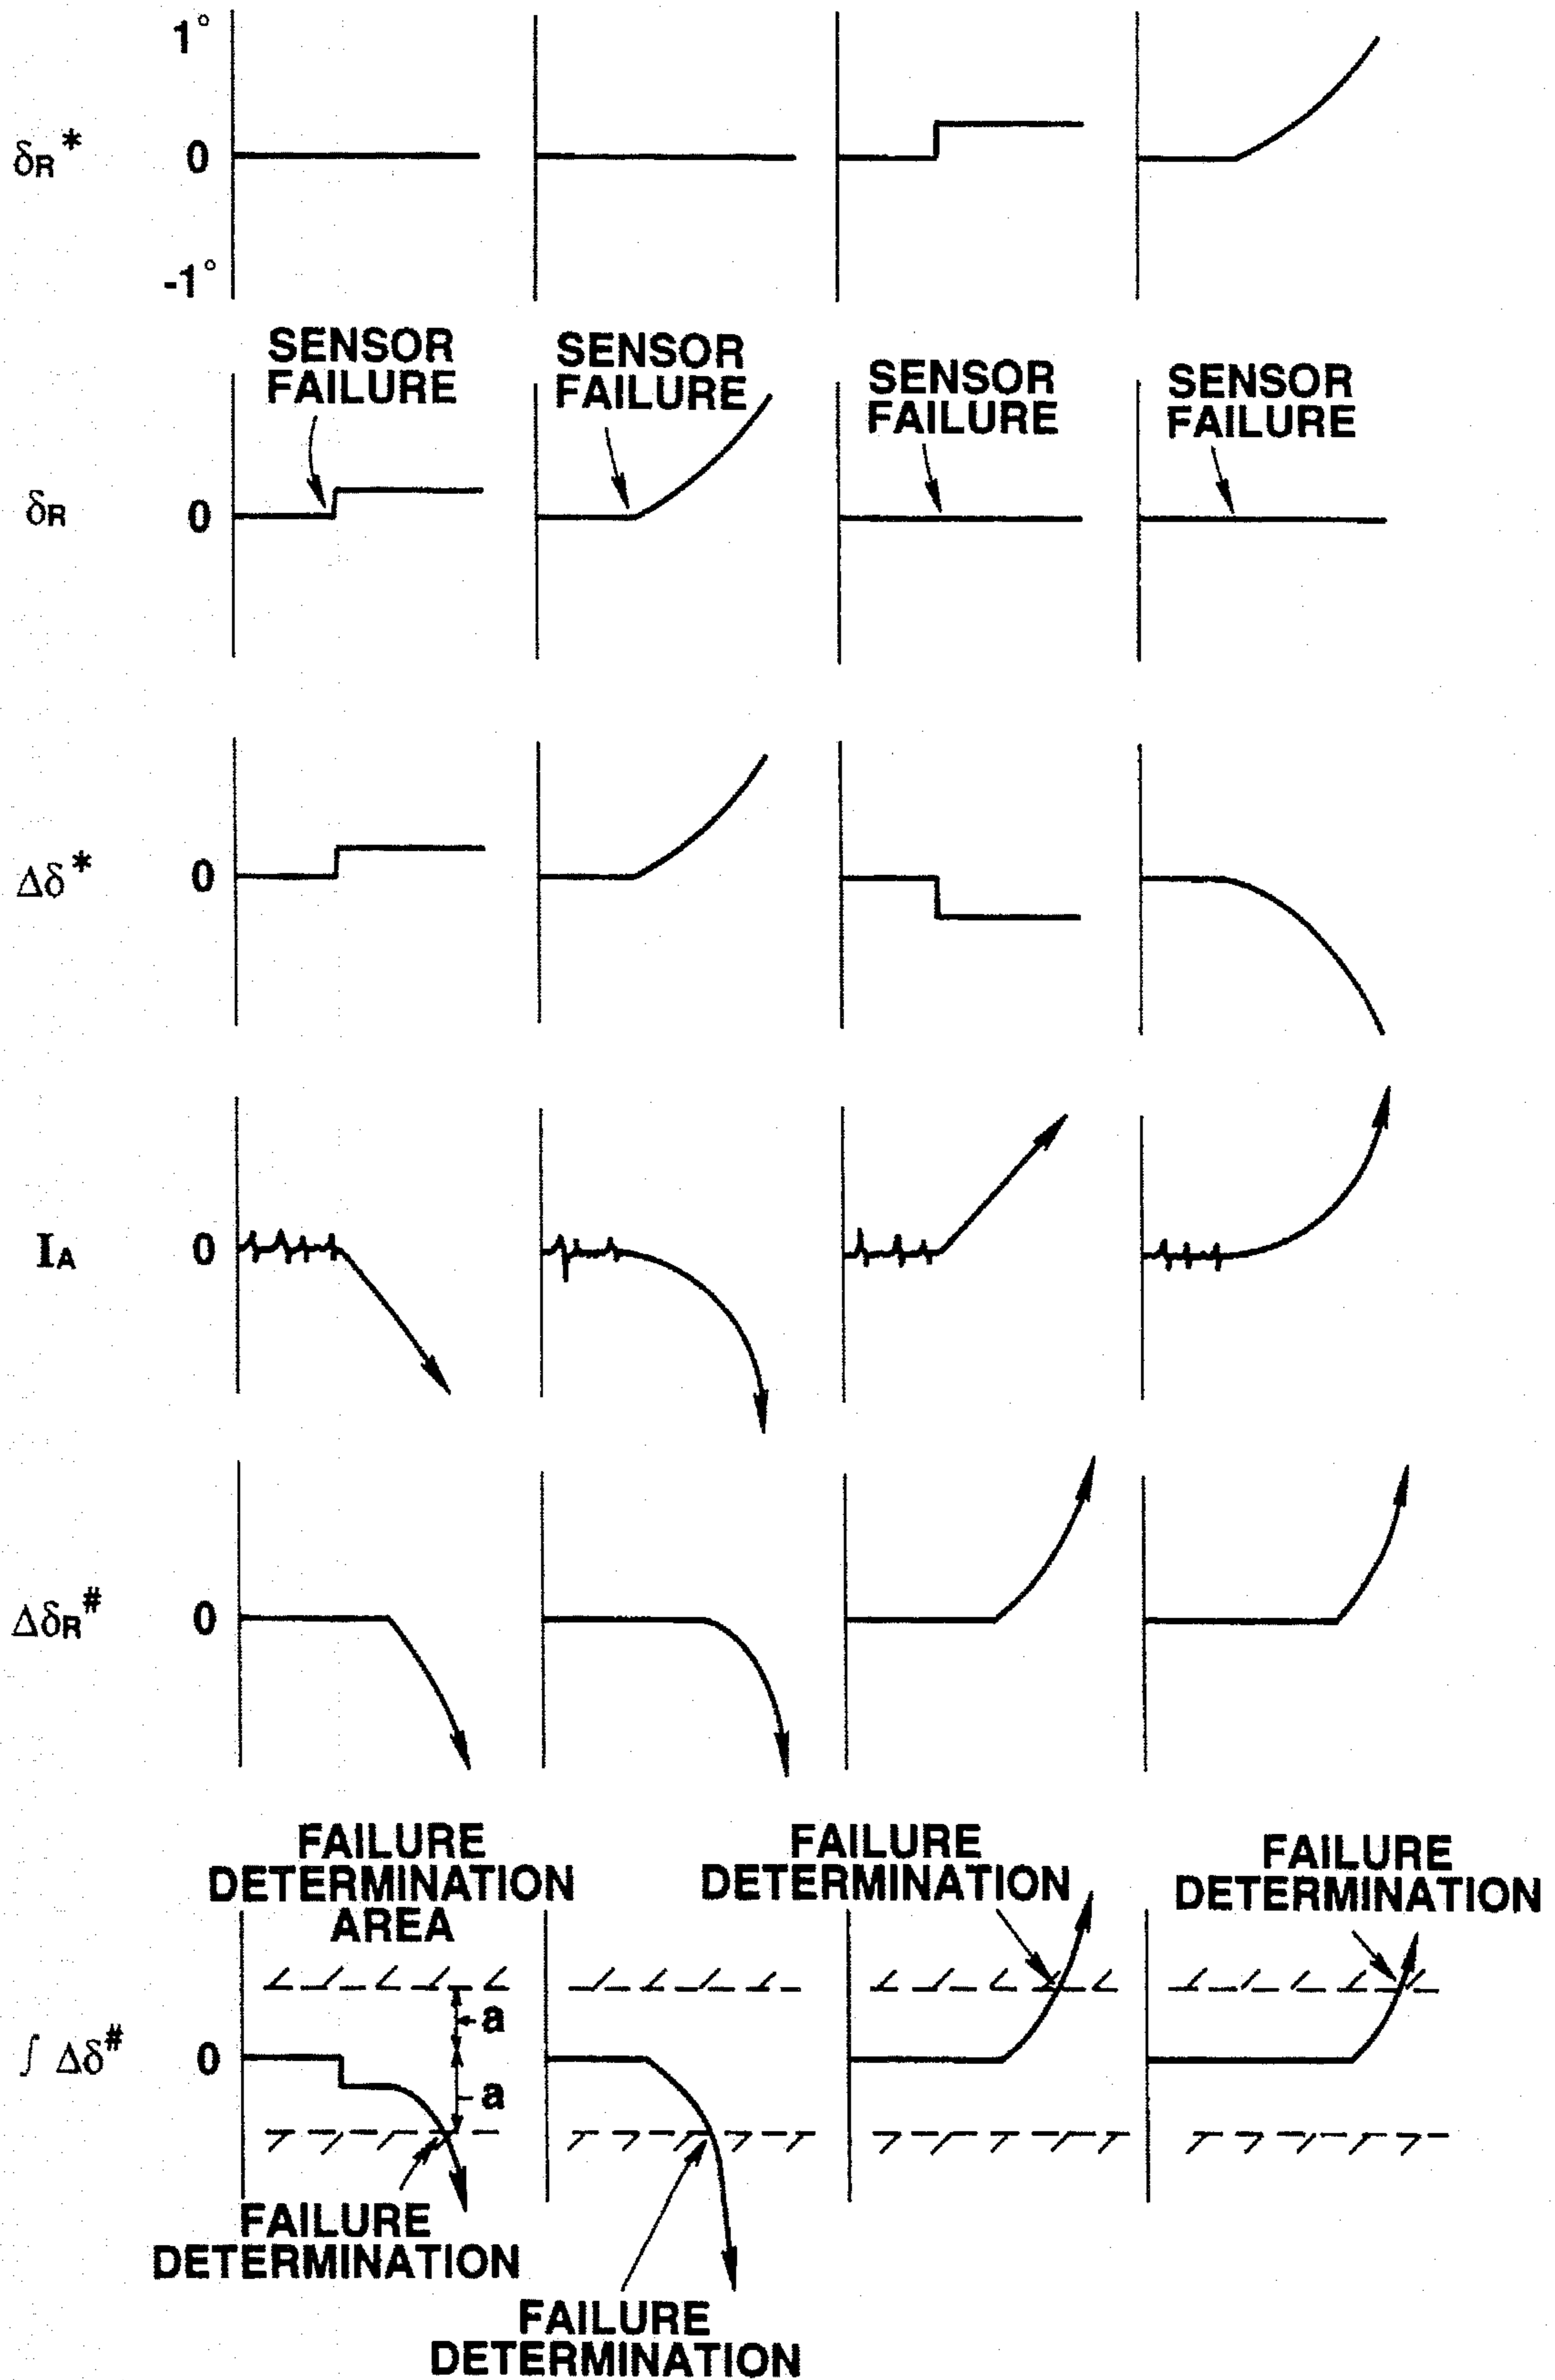 1°
δR* 0
-1°
SENSOR FAILURE
SENSOR FAILURE
SENSOR FAILURE
SENSOR FAILURE
δR 0
Δδ* 0
IA 0
ΔδR# 0
FAILURE DETERMINATION AREA
FAILURE DETERMINATION
FAILURE DETERMINATION
a
∫ Δδ# 0
a
FAILURE DETERMINATION
FAILURE DETERMINATION